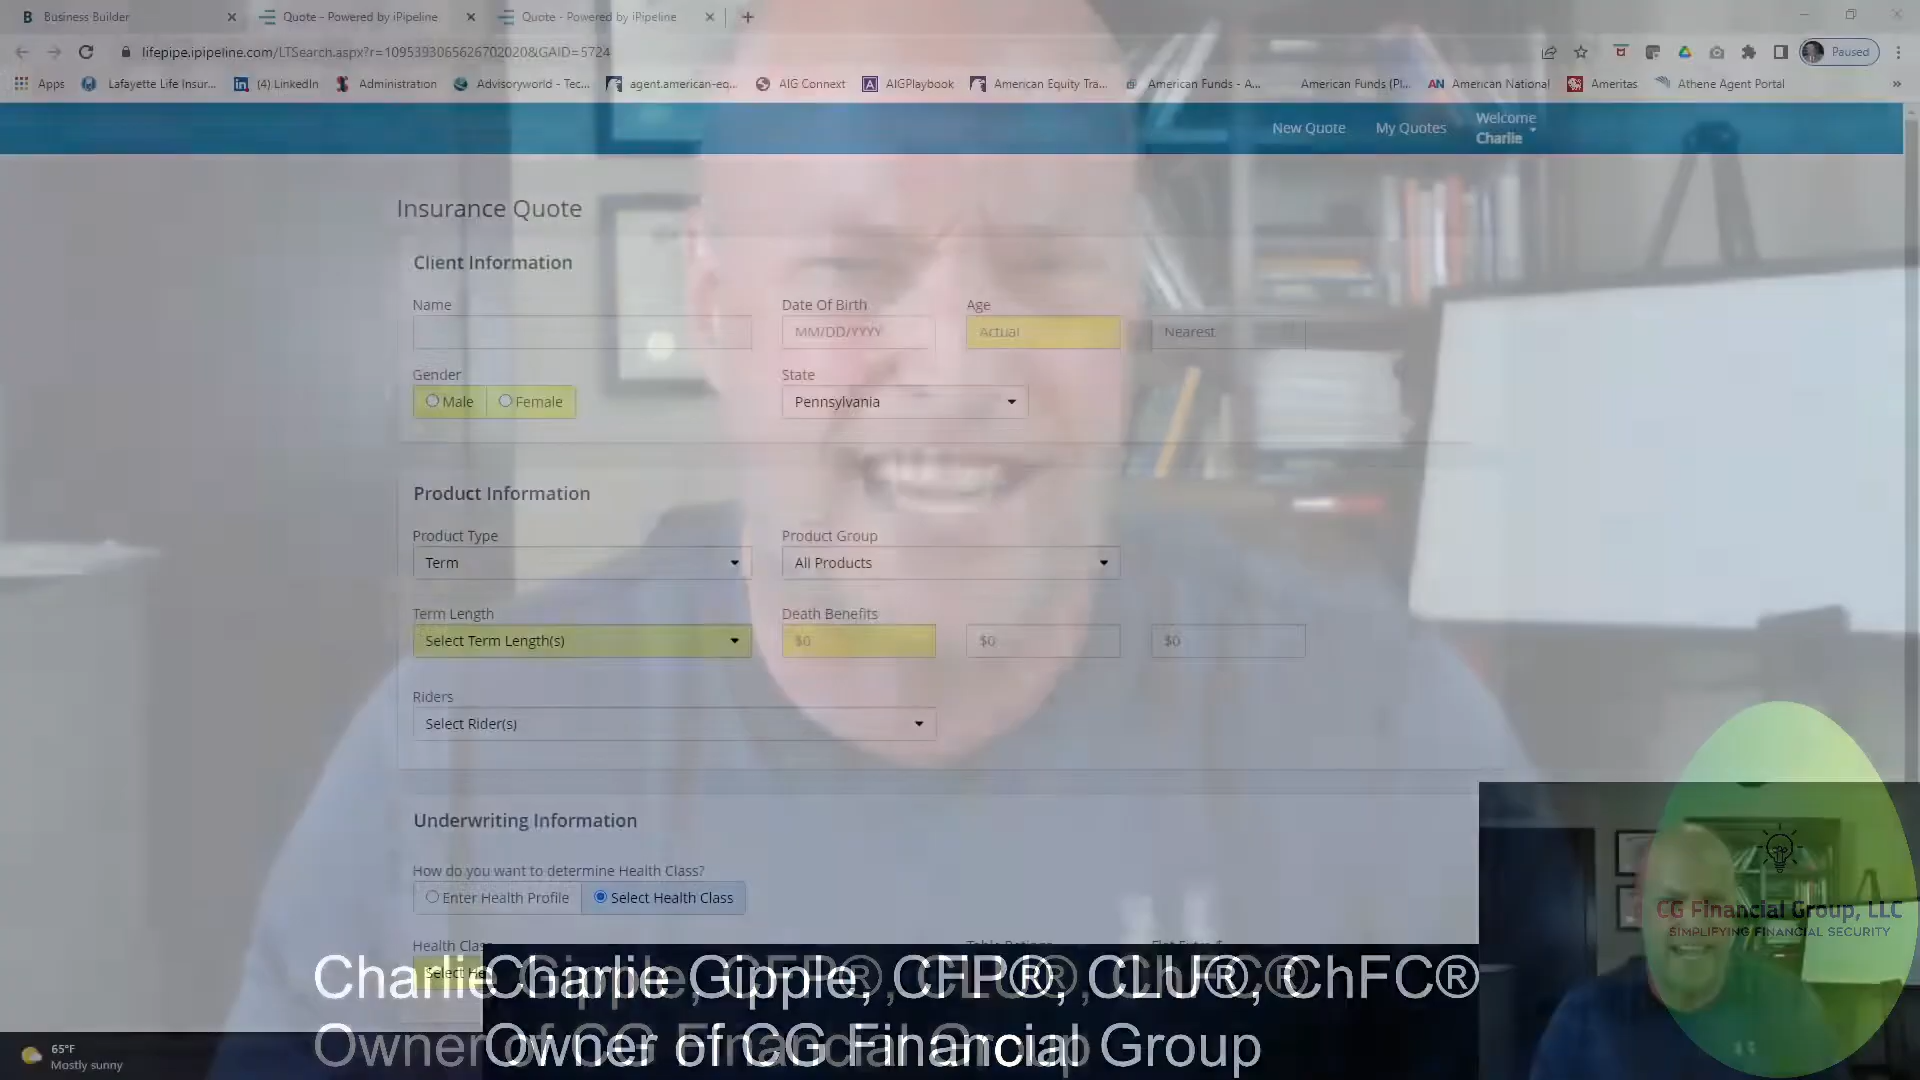 Business Builder
Quote - Powered by iPipeline
Quote - Powered by iPipeline
lifepipe.ipipeline.com/LTSearch.aspx?r=1095393065626702020&GAID=5724
Paused
Apps
Lafayette Life Insur...
(4) LinkedIn
Administration
Advisoryworld - Tec...
agent.american-eq...
AIG Connect
AIGPlaybook
American Equity Tra...
American Funds - A...
American Funds (Pl...
American National
Ameritas
Athene Agent Portal
»
New Quote
My Quotes
Welcome
Charlie
Insurance Quote
Client Information
Name
Date Of Birth
Age
MM/DD/YYYY
Actual
Nearest
Gender
State
Male
Female
Pennsylvania
Product Information
Product Type
Product Group
Term
All Products
Term Length
Death Benefits
Select Term Length(s)
$0
$0
$0
Riders
Select Rider(s)
Underwriting Information
How do you want to determine Health Class?
Enter Health Profile
Select Health Class
Health Class
Charlie Gipple, CFP®, CLU®, ChFC®
Owner of CG Financial Group
CG Financial Group, LLC
SIMPLIFYING FINANCIAL SECURITY
65°F
Mostly sunny